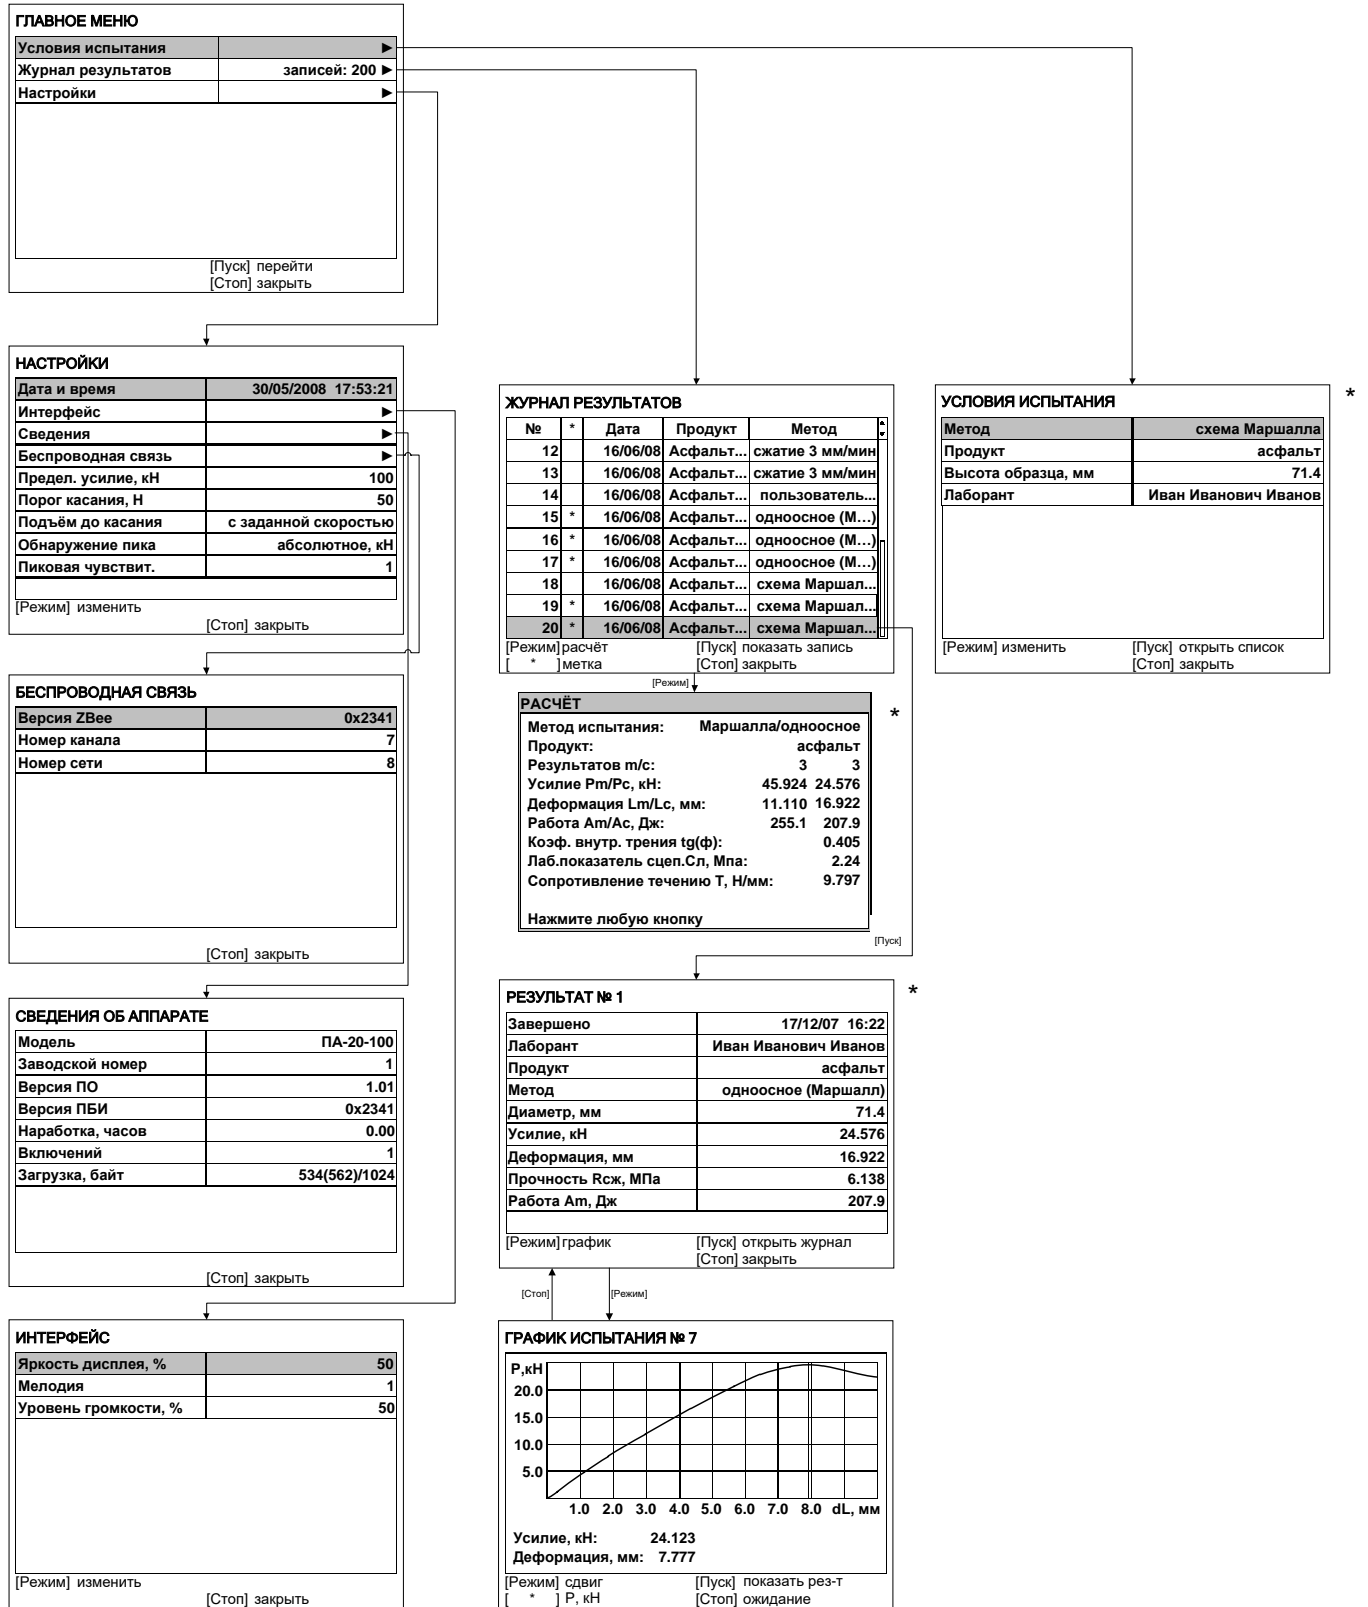 ГЛАВНОЕ МЕНЮ
Условия испытания ►
Журнал результатов записей: 200 ►
Настройки ►
[Пуск] перейти
[Стоп] закрыть
НАСТРОЙКИ
Дата и время 30/05/2008 17:53:21
Интерфейс ►
Сведения ►
Беспроводная связь ►
Предел. усилие, кН 100
Порог касания, Н 50
Подъём до касания с заданной скоростью
Обнаружение пика абсолютное, кН
Пиковая чувствит. 1
[Режим] изменить
[Стоп] закрыть
БЕСПРОВОДНАЯ СВЯЗЬ
Версия ZBee 0x2341
Номер канала 7
Номер сети 8
[Стоп] закрыть
СВЕДЕНИЯ ОБ АППАРАТЕ
Модель ПА-20-100
Заводской номер 1
Версия ПО 1.01
Версия ПБИ 0x2341
Наработка, часов 0.00
Включений 1
Загрузка, байт 534(562)/1024
[Стоп] закрыть
ИНТЕРФЕЙС
Яркость дисплея, % 50
Мелодия 1
Уровень громкости, % 50
[Режим] изменить
[Стоп] закрыть
ЖУРНАЛ РЕЗУЛЬТАТОВ
№ * Дата Продукт Метод
12 16/06/08 Асфальт... сжатие 3 мм/мин
13 16/06/08 Асфальт... сжатие 3 мм/мин
14 16/06/08 Асфальт... пользователь...
15 * 16/06/08 Асфальт... одноосное (М...)
16 * 16/06/08 Асфальт... одноосное (М...)
17 * 16/06/08 Асфальт... одноосное (М...)
18 16/06/08 Асфальт... схема Маршал...
19 * 16/06/08 Асфальт... схема Маршал...
20 * 16/06/08 Асфальт... схема Маршал...
[Режим] расчёт [Пуск] показать запись
[ * ] метка [Стоп] закрыть
[Режим]
РАСЧЁТ
*
Метод испытания: Маршалла/одноосное
Продукт: асфальт
Результатов m/c: 3 3
Усилие Pm/Pc, кН: 45.924 24.576
Деформация Lm/Lc, мм: 11.110 16.922
Работа Am/Ac, Дж: 255.1 207.9
Коэф. внутр. трения tg(ф): 0.405
Лаб.показатель сцеп.Сл, Мпа: 2.24
Сопротивление течению Т, Н/мм: 9.797
Нажмите любую кнопку
[Пуск]
РЕЗУЛЬТАТ № 1
*
Завершено 17/12/07 16:22
Лаборант Иван Иванович Иванов
Продукт асфальт
Метод одноосное (Маршалл)
Диаметр, мм 71.4
Усилие, кН 24.576
Деформация, мм 16.922
Прочность Rсж, МПа 6.138
Работа Am, Дж 207.9
[Режим] график [Пуск] открыть журнал
[Стоп] закрыть
[Стоп] [Режим]
ГРАФИК ИСПЫТАНИЯ № 7
P,кН
20.0
15.0
10.0
5.0
1.0 2.0 3.0 4.0 5.0 6.0 7.0 8.0 dL, мм
Усилие, кН: 24.123
Деформация, мм: 7.777
[Режим] сдвиг [Пуск] показать рез-т
[ * ] P, кН [Стоп] ожидание
УСЛОВИЯ ИСПЫТАНИЯ
*
Метод схема Маршалла
Продукт асфальт
Высота образца, мм 71.4
Лаборант Иван Иванович Иванов
[Режим] изменить [Пуск] открыть список
[Стоп] закрыть